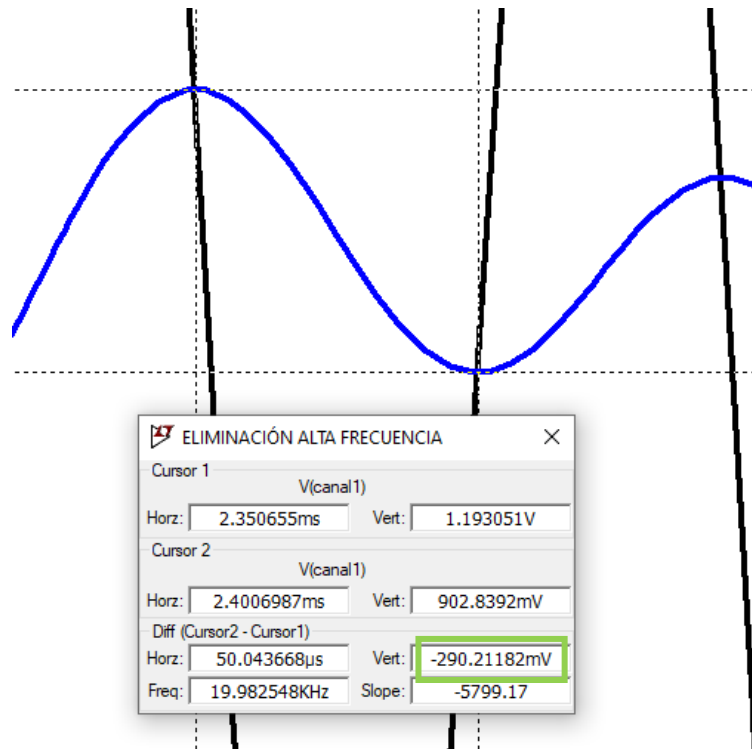 ELIMINACIÓN ALTA FRECUENCIA
Cursor 1
V(canal1)
Horz: 2.350655ms Vert: 1.193051V
Cursor 2
V(canal1)
Horz: 2.4006987ms Vert: 902.8392mV
Diff (Cursor2 - Cursor1)
Horz: 50.043668µs Vert: -290.21182mV
Freq: 19.982548KHz Slope: -5799.17